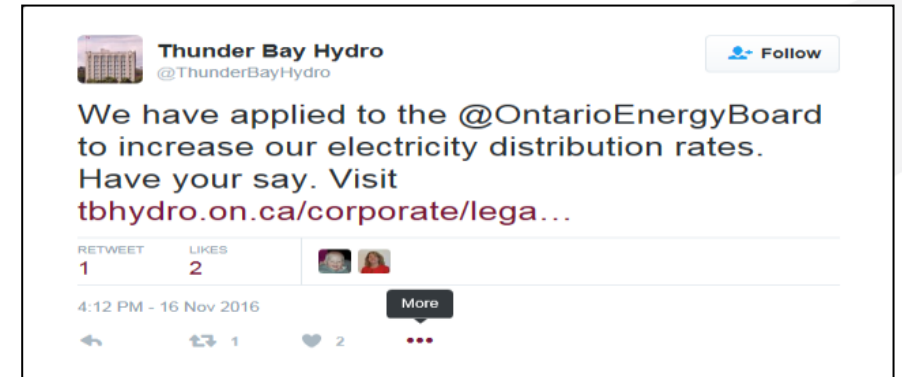 Thunder Bay Hydro
@ThunderBayHydro
Follow
We have applied to the @OntarioEnergyBoard
to increase our electricity distribution rates.
Have your say. Visit
tbhydro.on.ca/corporate/lega...
RETWEET LIKES
1 2
4:12 PM - 16 Nov 2016
More
1 2